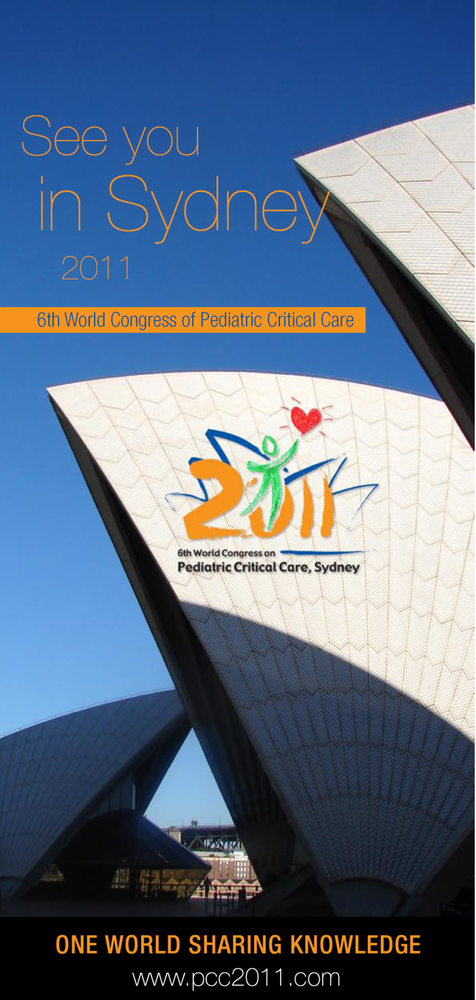 See you
in Sydney
2011
6th World Congress of Pediatric Critical Care
2011
6th World Congress on
Pediatric Critical Care, Sydney
ONE WORLD SHARING KNOWLEDGE
www.pcc2011.com